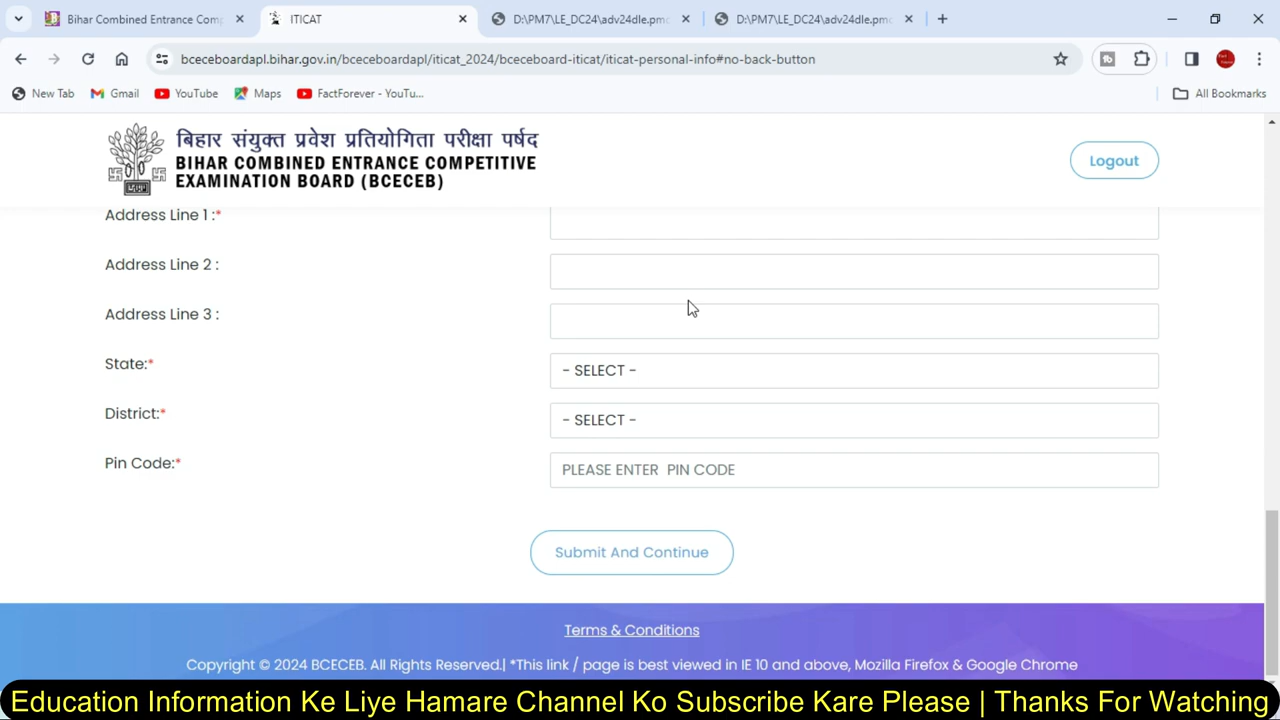 Bihar Combined Entrance Comp
ITICAT
D:\PM7\LE_DC24\adv24dle.pmd
D:\PM7\LE_DC24\adv24dle.pmd
bceceboardapl.bihar.gov.in/bceceboardapl/iticat_2024/bceceboard-iticat/iticat-personal-info#no-back-button
New Tab
Gmail
YouTube
Maps
FactForever - YouTu...
All Bookmarks
बिहार संयुक्त प्रवेश प्रतियोगिता परीक्षा पर्षद
BIHAR COMBINED ENTRANCE COMPETITIVE
EXAMINATION BOARD (BCECEB)
Logout
Address Line 1 :*
Address Line 2 :
Address Line 3 :
State:*
- SELECT -
District:*
- SELECT -
Pin Code:*
PLEASE ENTER PIN CODE
Submit And Continue
Terms & Conditions
Copyright © 2024 BCECEB. All Rights Reserved.| *This link / page is best viewed in IE 10 and above, Mozilla Firefox & Google Chrome
Education Information Ke Liye Hamare Channel Ko Subscribe Kare Please | Thanks For Watching